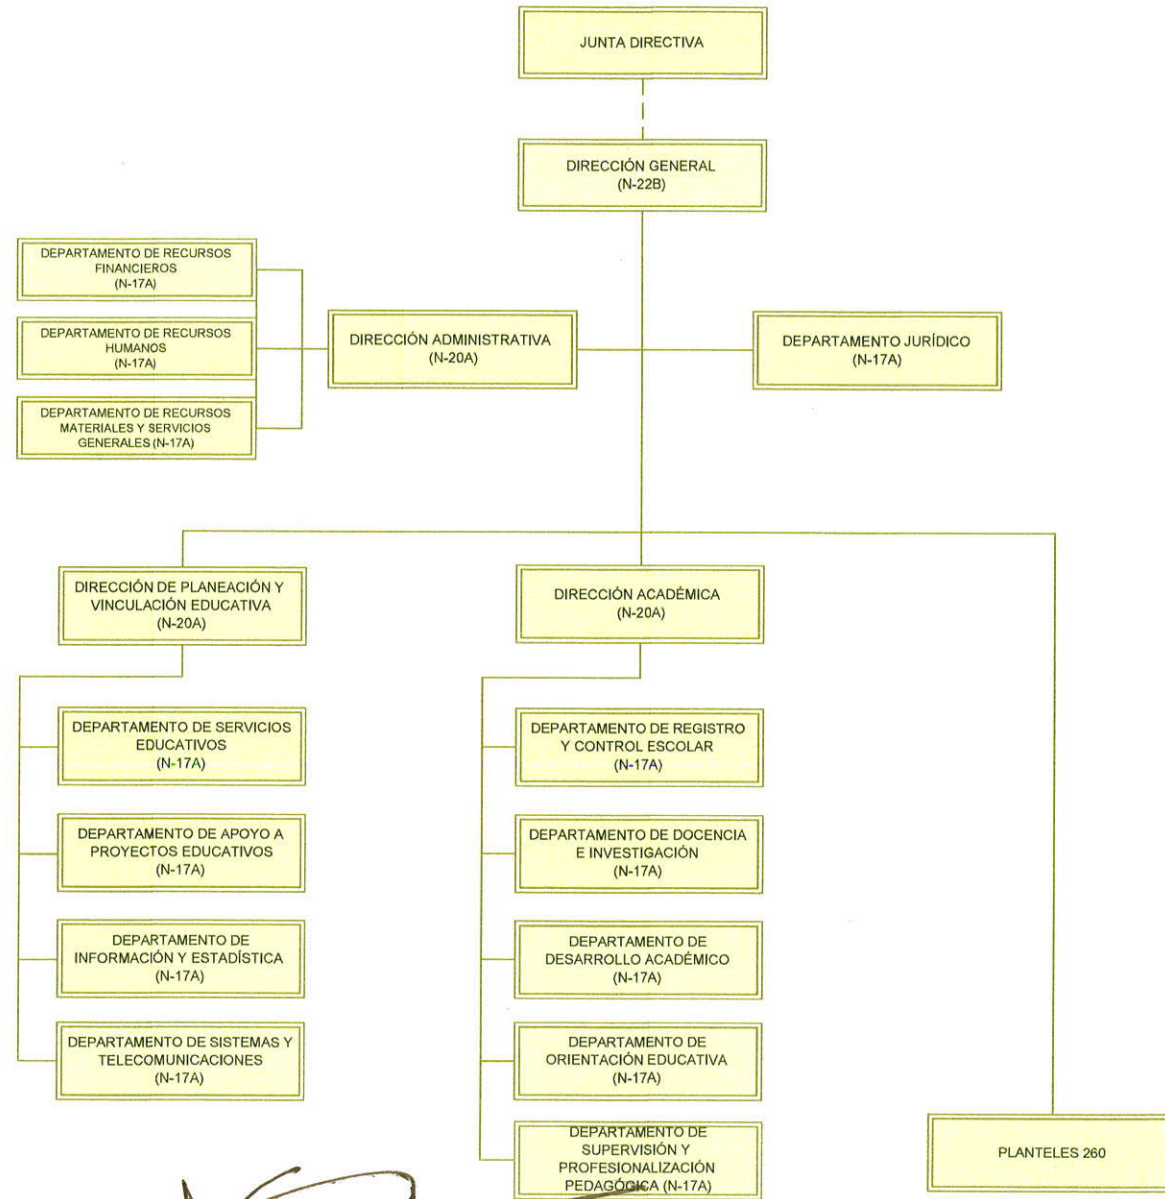 JUNTA DIRECTIVA
DIRECCIÓN GENERAL
(N-22B)
DEPARTAMENTO DE RECURSOS
FINANCIEROS
(N-17A)
DEPARTAMENTO DE RECURSOS
HUMANOS
(N-17A)
DEPARTAMENTO DE RECURSOS
MATERIALES Y SERVICIOS
GENERALES (N-17A)
DIRECCIÓN ADMINISTRATIVA
(N-20A)
DEPARTAMENTO JURÍDICO
(N-17A)
DIRECCIÓN DE PLANEACIÓN Y
VINCULACIÓN EDUCATIVA
(N-20A)
DEPARTAMENTO DE SERVICIOS
EDUCATIVOS
(N-17A)
DEPARTAMENTO DE APOYO A
PROYECTOS EDUCATIVOS
(N-17A)
DEPARTAMENTO DE
INFORMACIÓN Y ESTADÍSTICA
(N-17A)
DEPARTAMENTO DE SISTEMAS Y
TELECOMUNICACIONES
(N-17A)
DIRECCIÓN ACADÉMICA
(N-20A)
DEPARTAMENTO DE REGISTRO
Y CONTROL ESCOLAR
(N-17A)
DEPARTAMENTO DE DOCENCIA
E INVESTIGACIÓN
(N-17A)
DEPARTAMENTO DE
DESARROLLO ACADÉMICO
(N-17A)
DEPARTAMENTO DE
ORIENTACIÓN EDUCATIVA
(N-17A)
DEPARTAMENTO DE
SUPERVISIÓN Y
PROFESIONALIZACIÓN
PEDAGÓGICA (N-17A)
PLANTELES 260